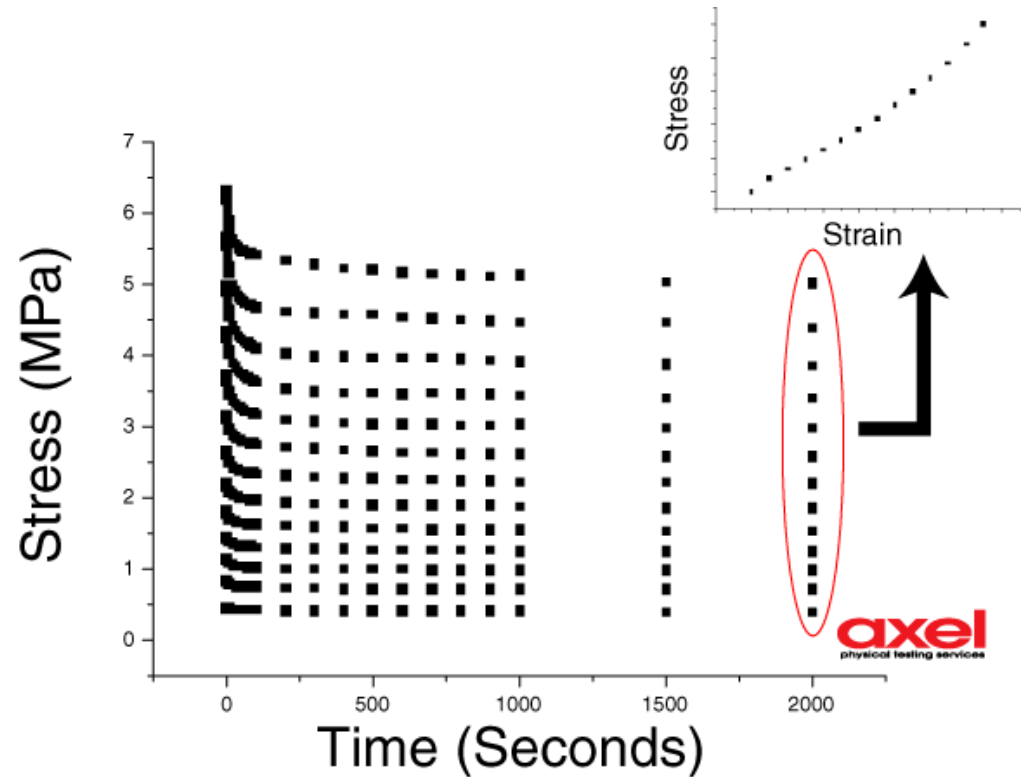 Stress
Strain
7
6
5
4
3
2
1
0
Stress (MPa)
0 500 1000 1500 2000
Time (Seconds)
axel
physical testing services